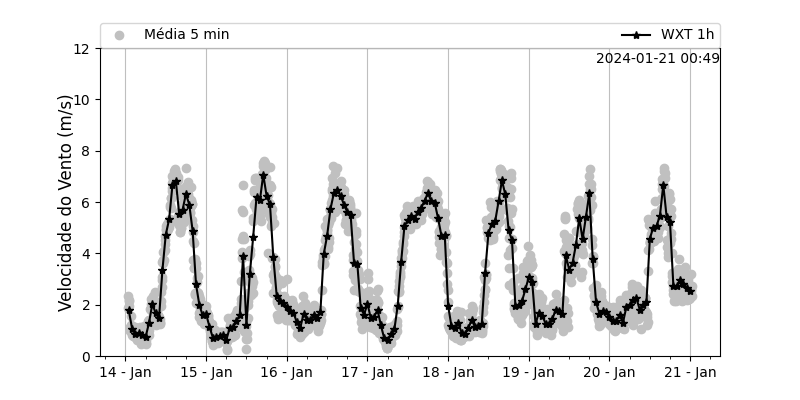 Média 5 min
WXT 1h
2024-01-21 00:49
Velocidade do Vento (m/s)
12
10
8
6
4
2
0
14 - Jan 15 - Jan 16 - Jan 17 - Jan 18 - Jan 19 - Jan 20 - Jan 21 - Jan